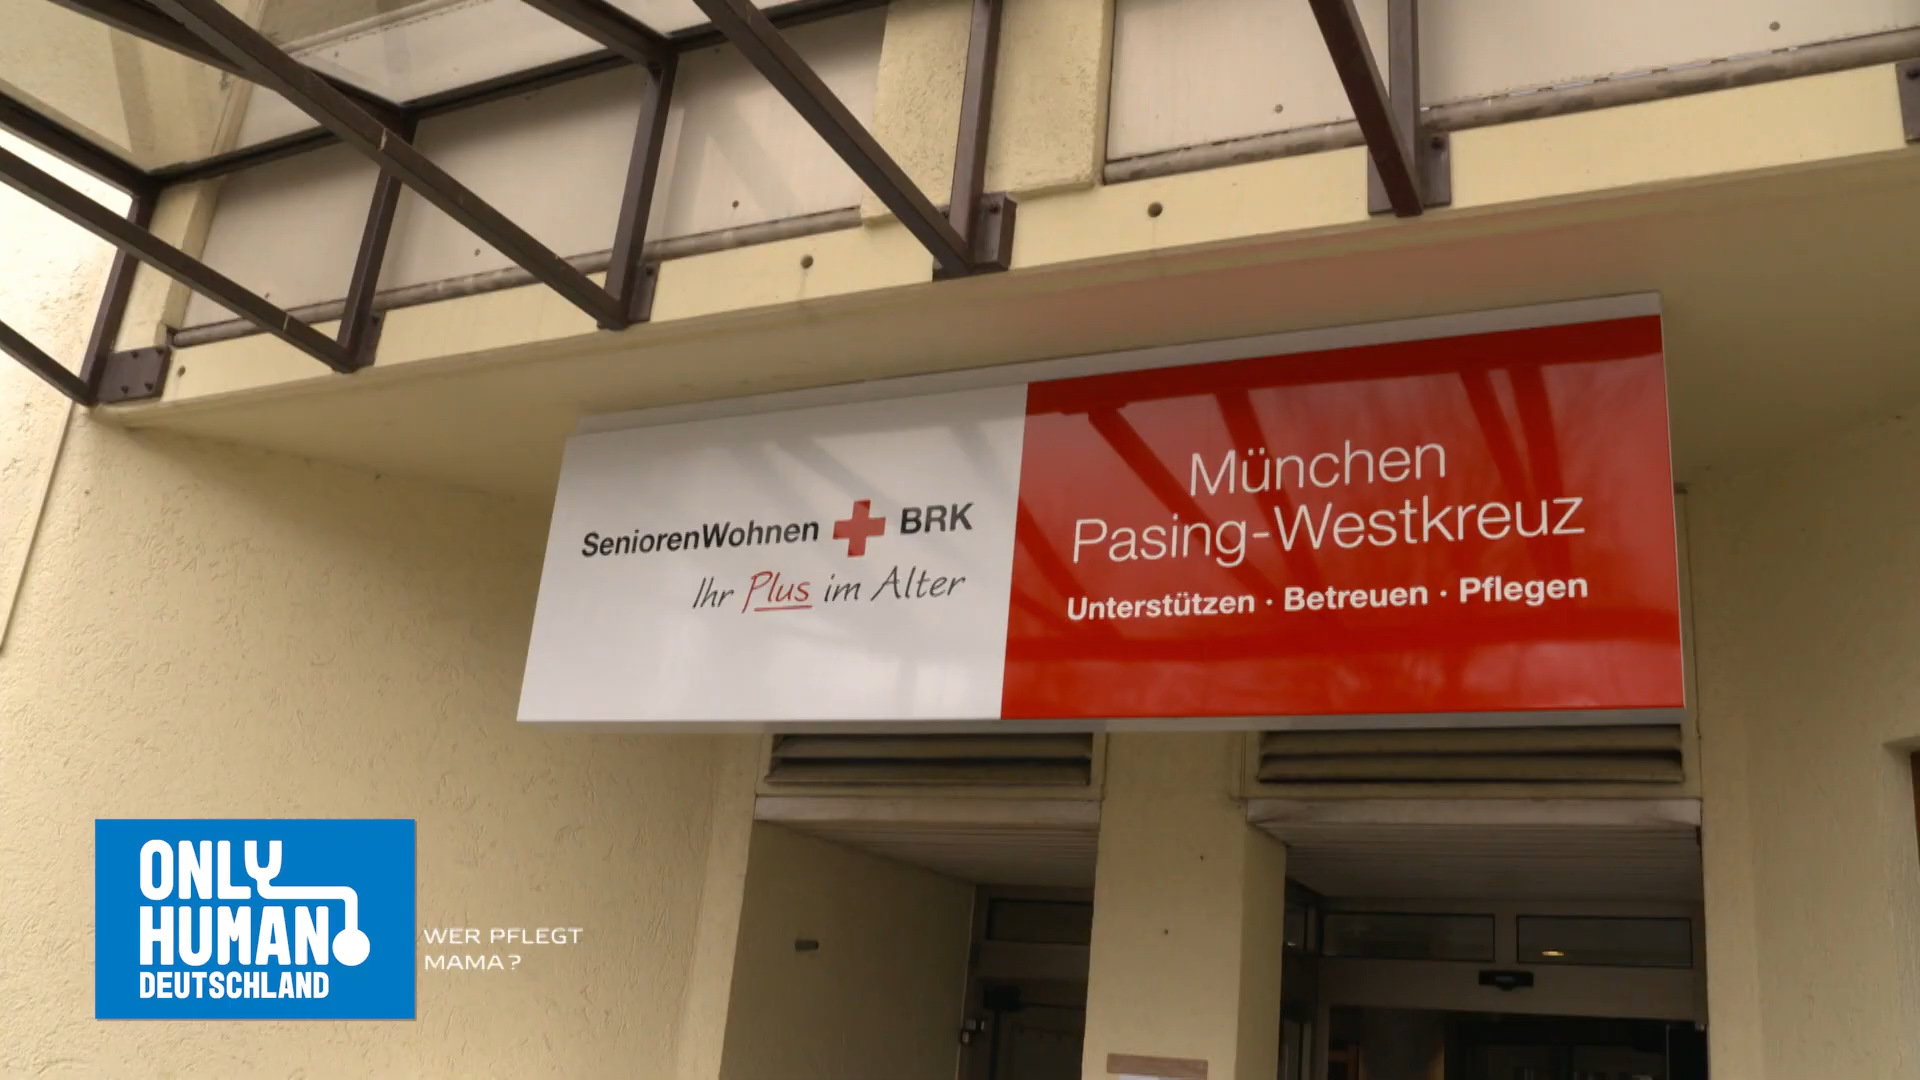 SeniorenWohnen BRK
Ihr Plus im Alter
München
Pasing-Westkreuz
Unterstützen · Betreuen · Pflegen
ONLY
HUMAN
DEUTSCHLAND
WER PFLEGT
MAMA?